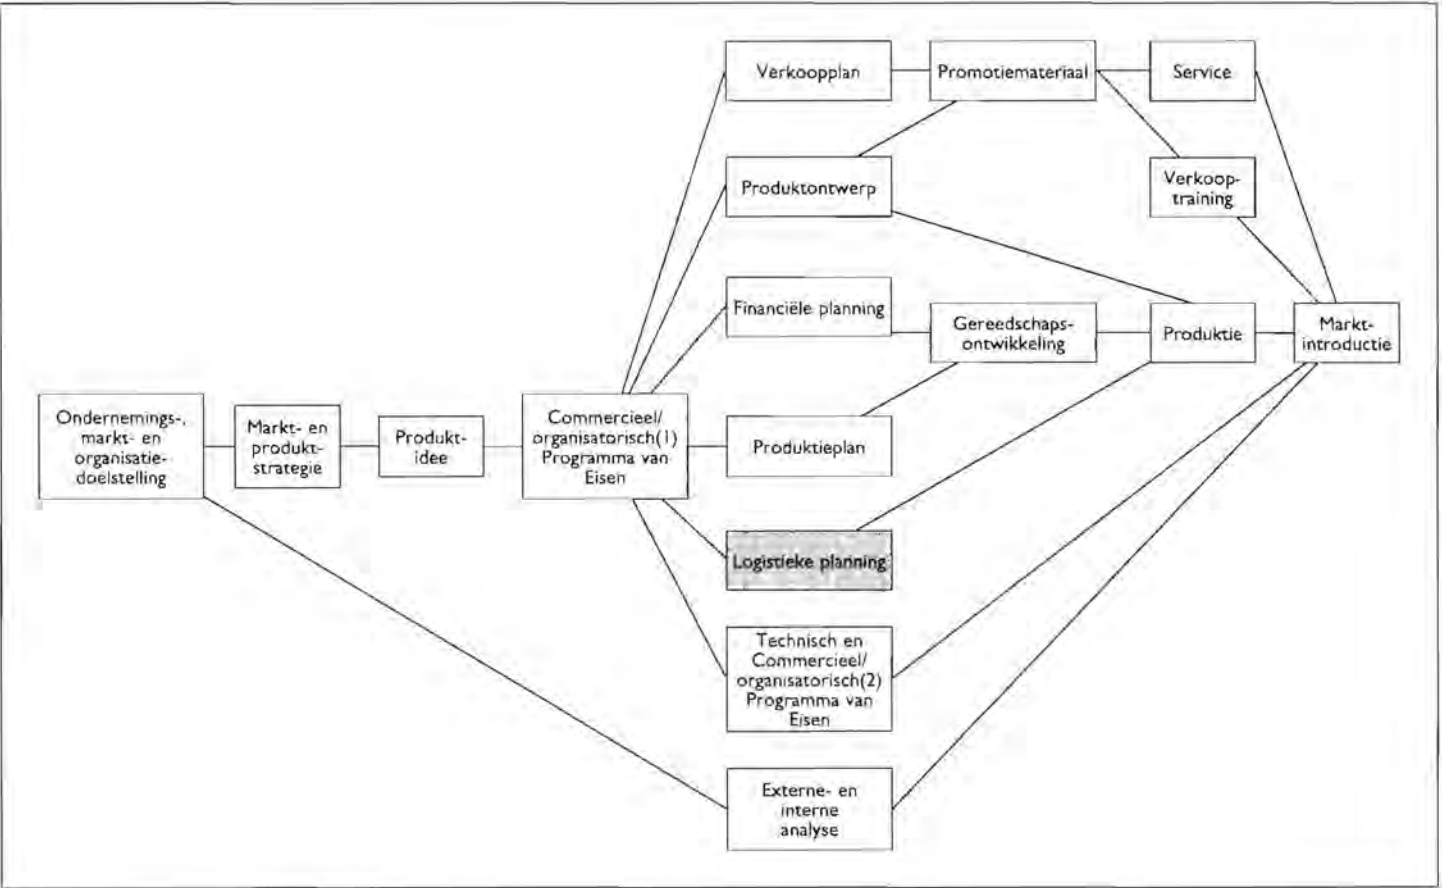 Verkoopplan
Promotiemateriaal
Service
Produktontwerp
Verkoop-
training
Financiële planning
Gereedschaps-
ontwikkeling
Produktie
Markt-
introductie
Ondernemings-,
markt- en
organisatie-
doelstelling
Markt- en
produkt-
strategie
Produkt-
idee
Commercieel/
organisatorisch(1)
Programma van
Eisen
Produktieplan
Logistieke planning
Technisch en
Commercieel/
organisatorisch(2)
Programma van
Eisen
Externe- en
interne
analyse